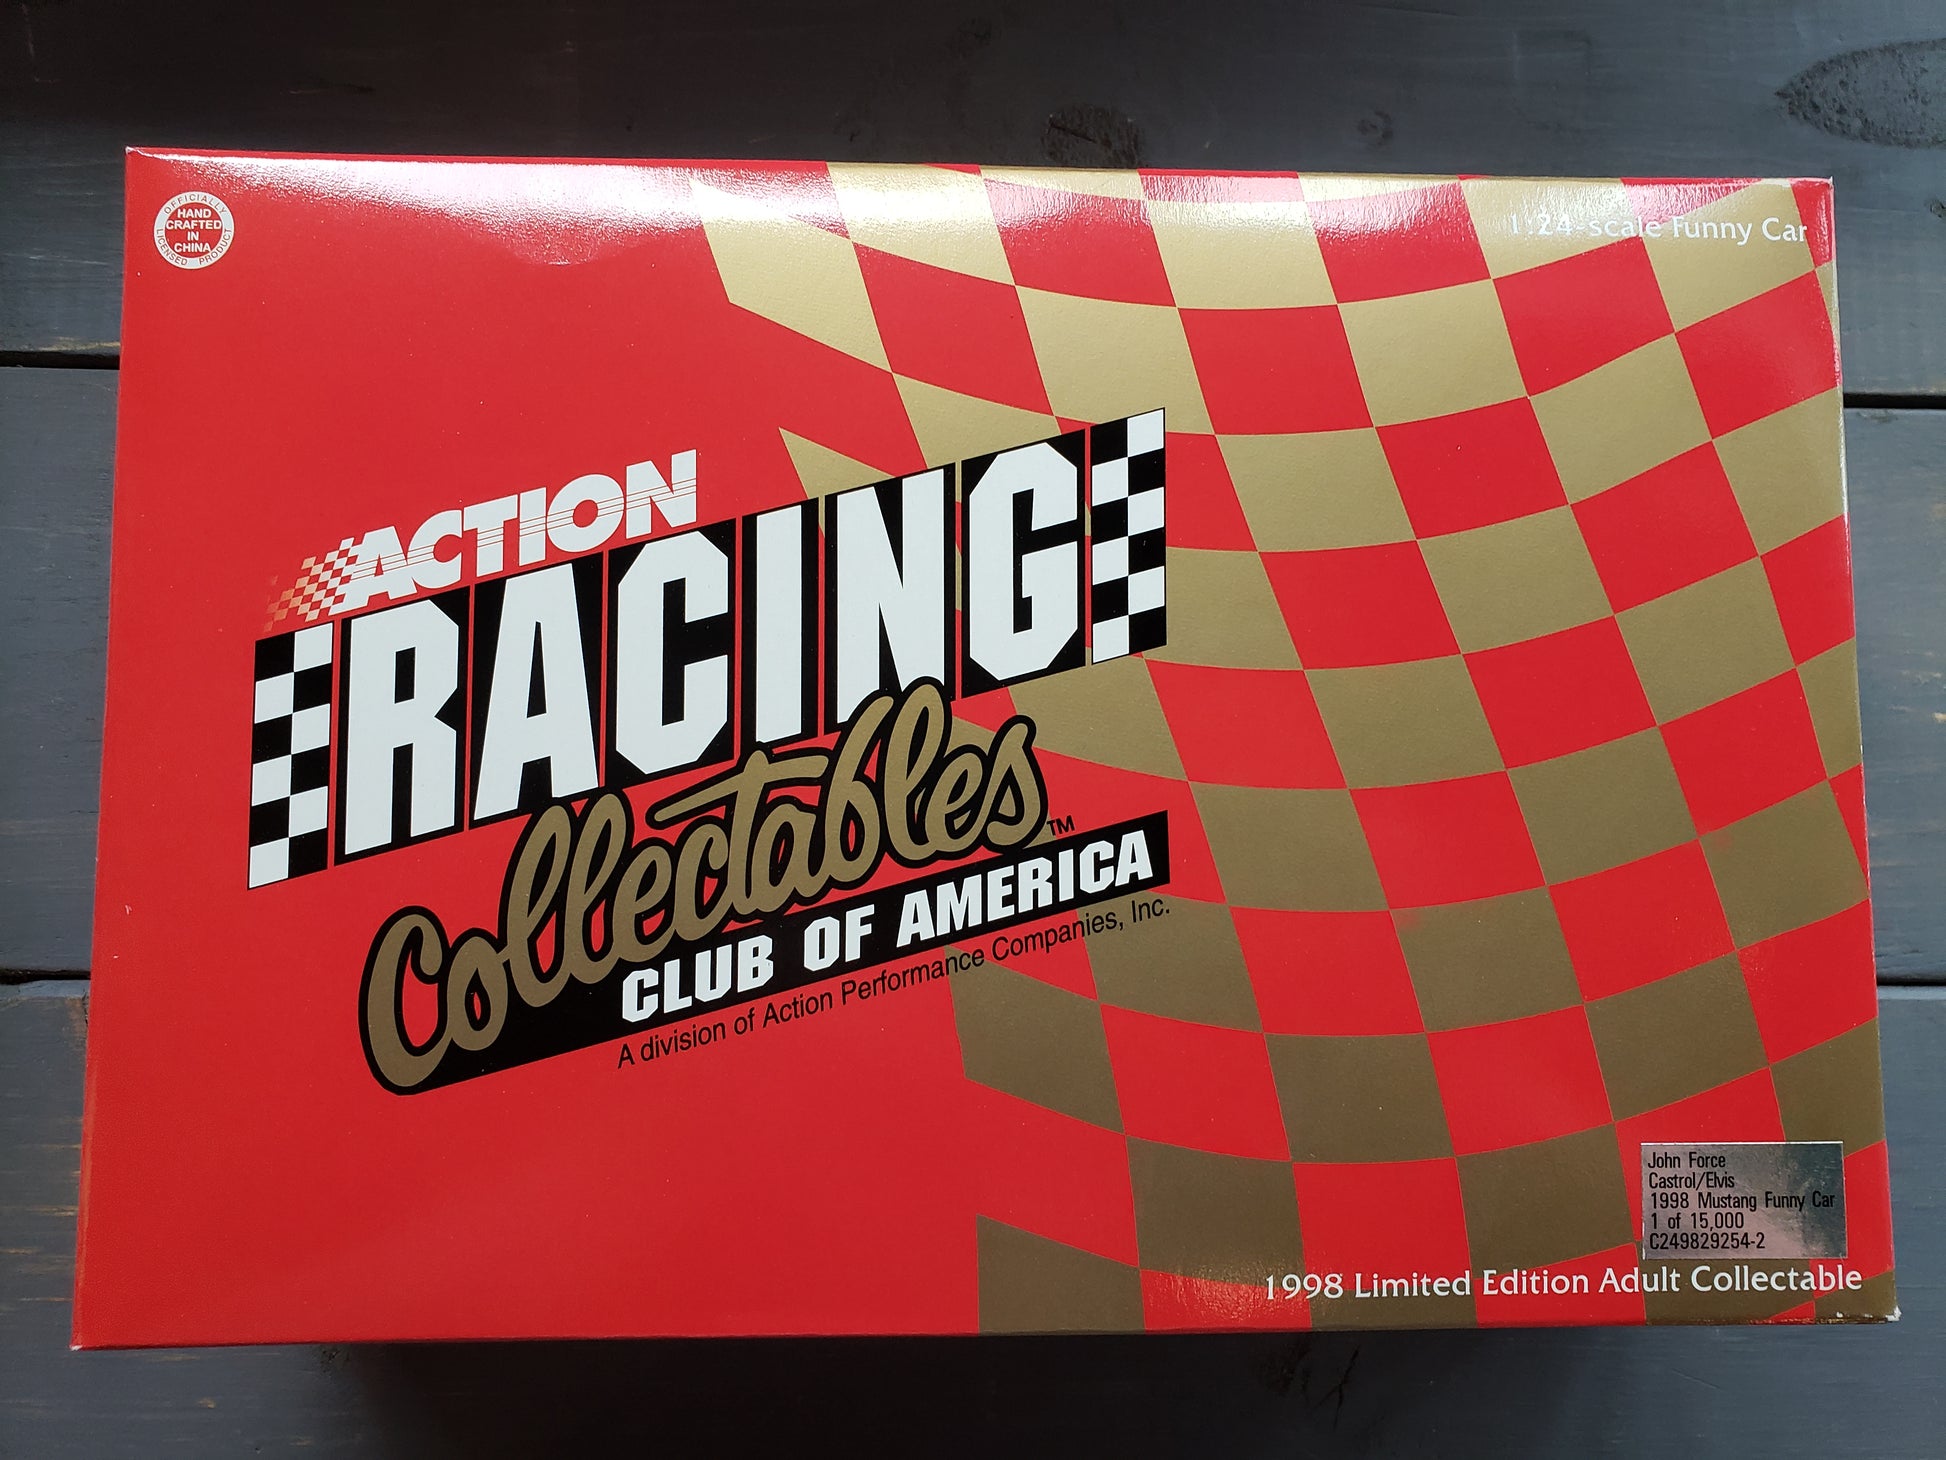 OFFICIALLY
HAND
CRAFTED
IN
CHINA
LICENSED PRODUCT
1:24-scale Funny Car
ACTION
RACING
Collectables™
CLUB OF AMERICA
A division of Action Performance Companies, Inc.
John Force
Castrol/Elvis
1998 Mustang Funny Car
1 of 15,000
C249829254-2
1998 Limited Edition Adult Collectable